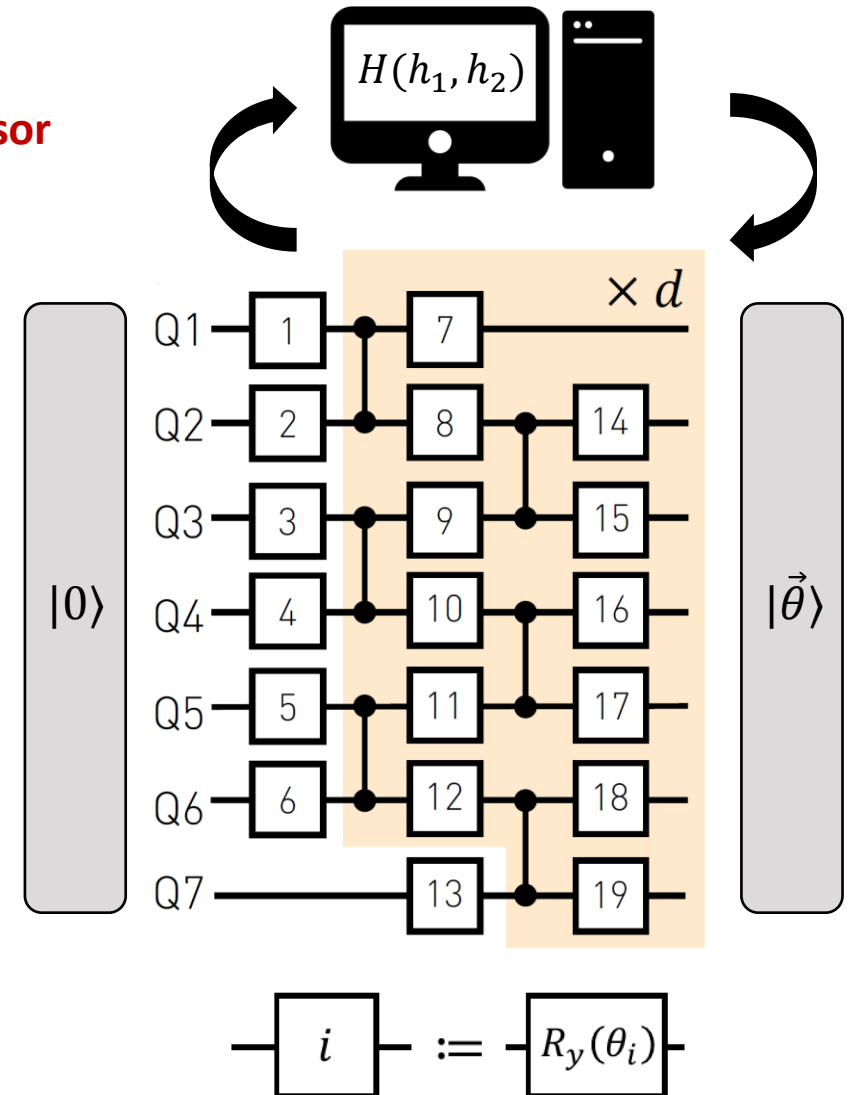 H(h₁, h₂)
sor
× d
Q1 1 7
Q2 2 8 14
Q3 3 9 15
|0⟩ Q4 4 10 16 |θ⃗⟩
Q5 5 11 17
Q6 6 12 18
Q7 13 19
i := R_y(θ_i)